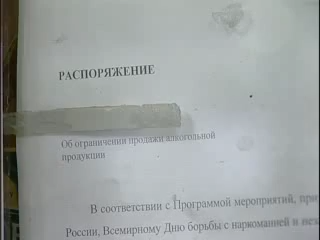 РАСПОРЯЖЕНИЕ
Об ограничении продажи алкогольной
продукции
В соответствии с Программой мероприятий,
России, Всемирному Дню борьбы с наркоманией и